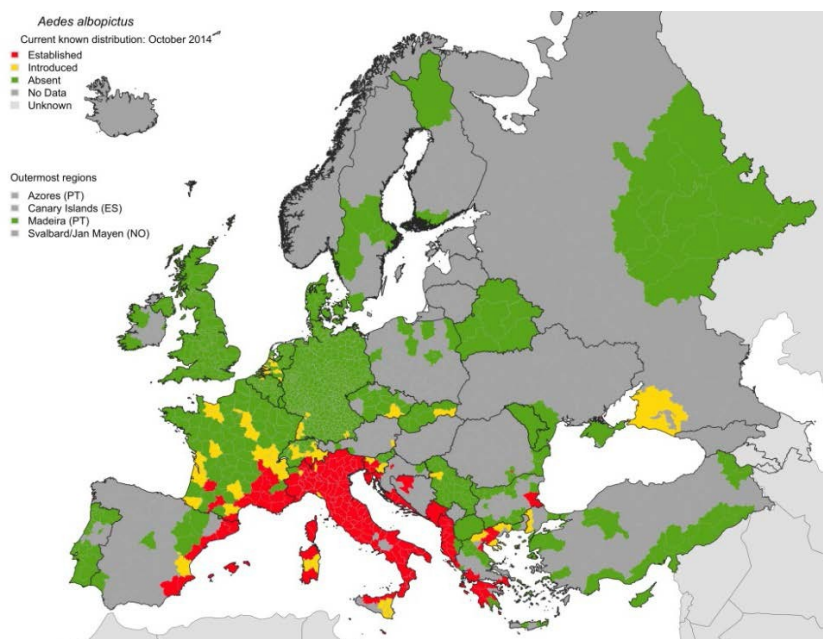 Aedes albopictus
Current known distribution: October 2014
Established
Introduced
Absent
No Data
Unknown
Outermost regions
Azores (PT)
Canary Islands (ES)
Madeira (PT)
Svalbard/Jan Mayen (NO)